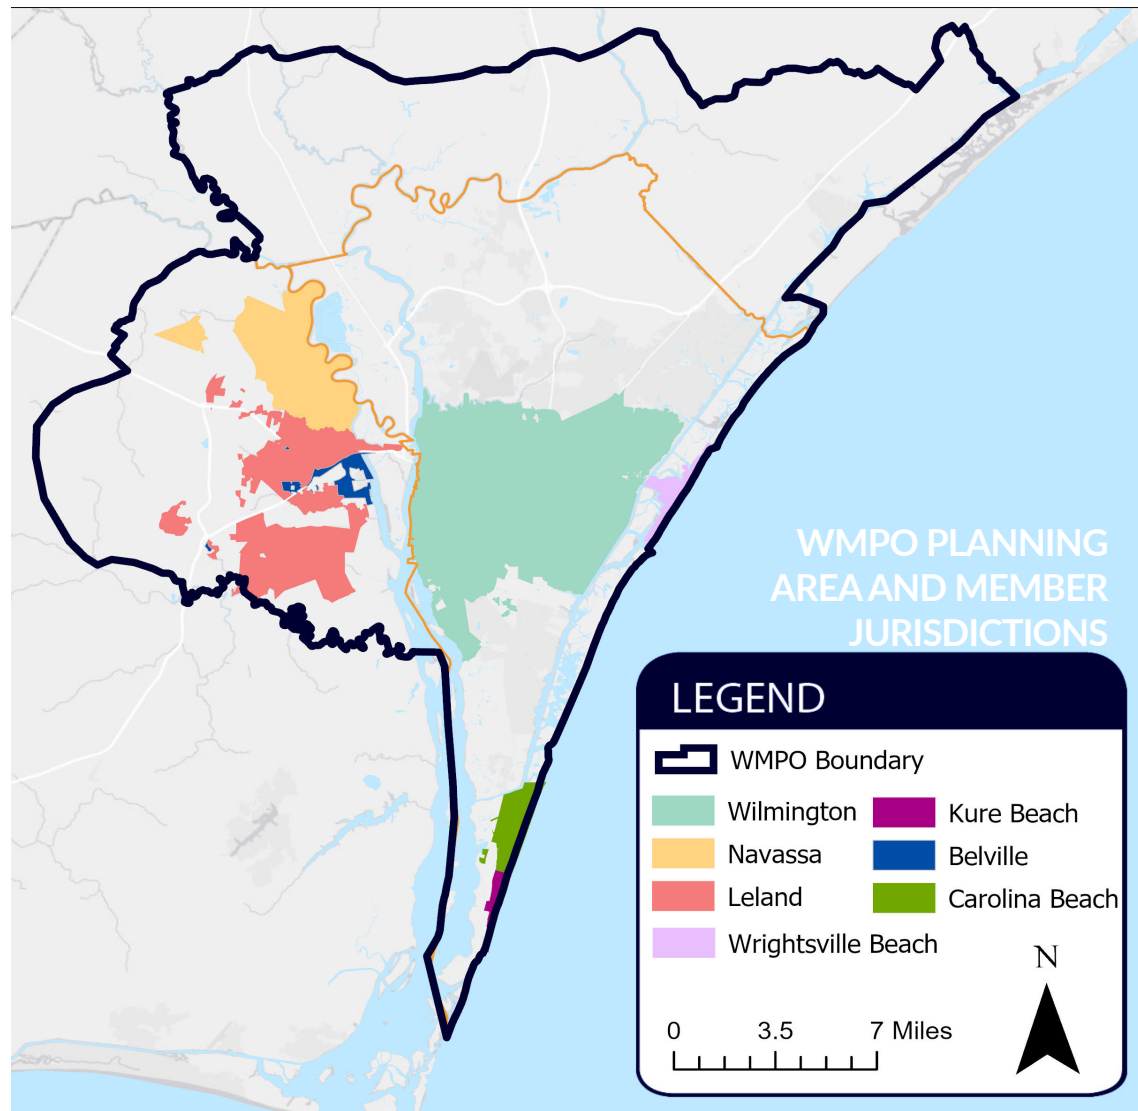 WMPO PLANNING
AREA AND MEMBER
JURISDICTIONS
LEGEND
WMPO Boundary
Wilmington
Kure Beach
Navassa
Belville
Leland
Carolina Beach
Wrightsville Beach
N
0 3.5 7 Miles